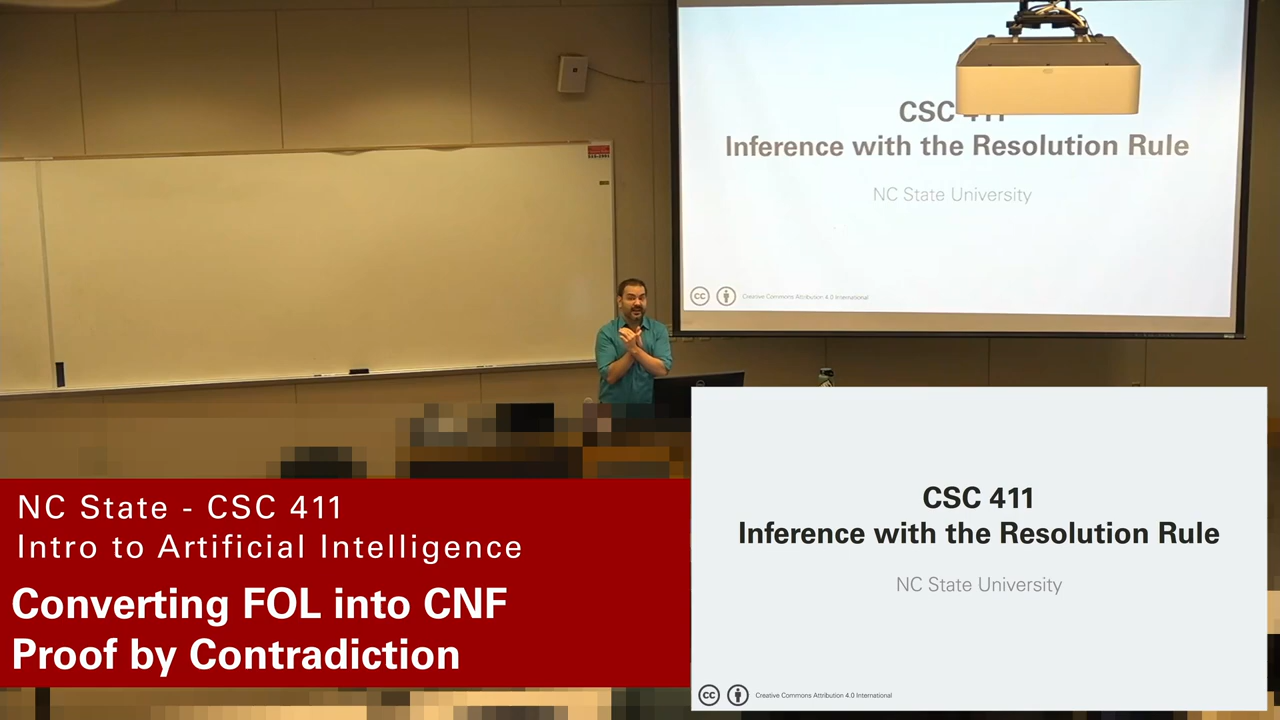 CSC 411
Inference with the Resolution Rule
NC State University
cc
Creative Commons Attribution 4.0 International
NC State - CSC 411
Intro to Artificial Intelligence
Converting FOL into CNF
Proof by Contradiction
CSC 411
Inference with the Resolution Rule
NC State University
cc
Creative Commons Attribution 4.0 International